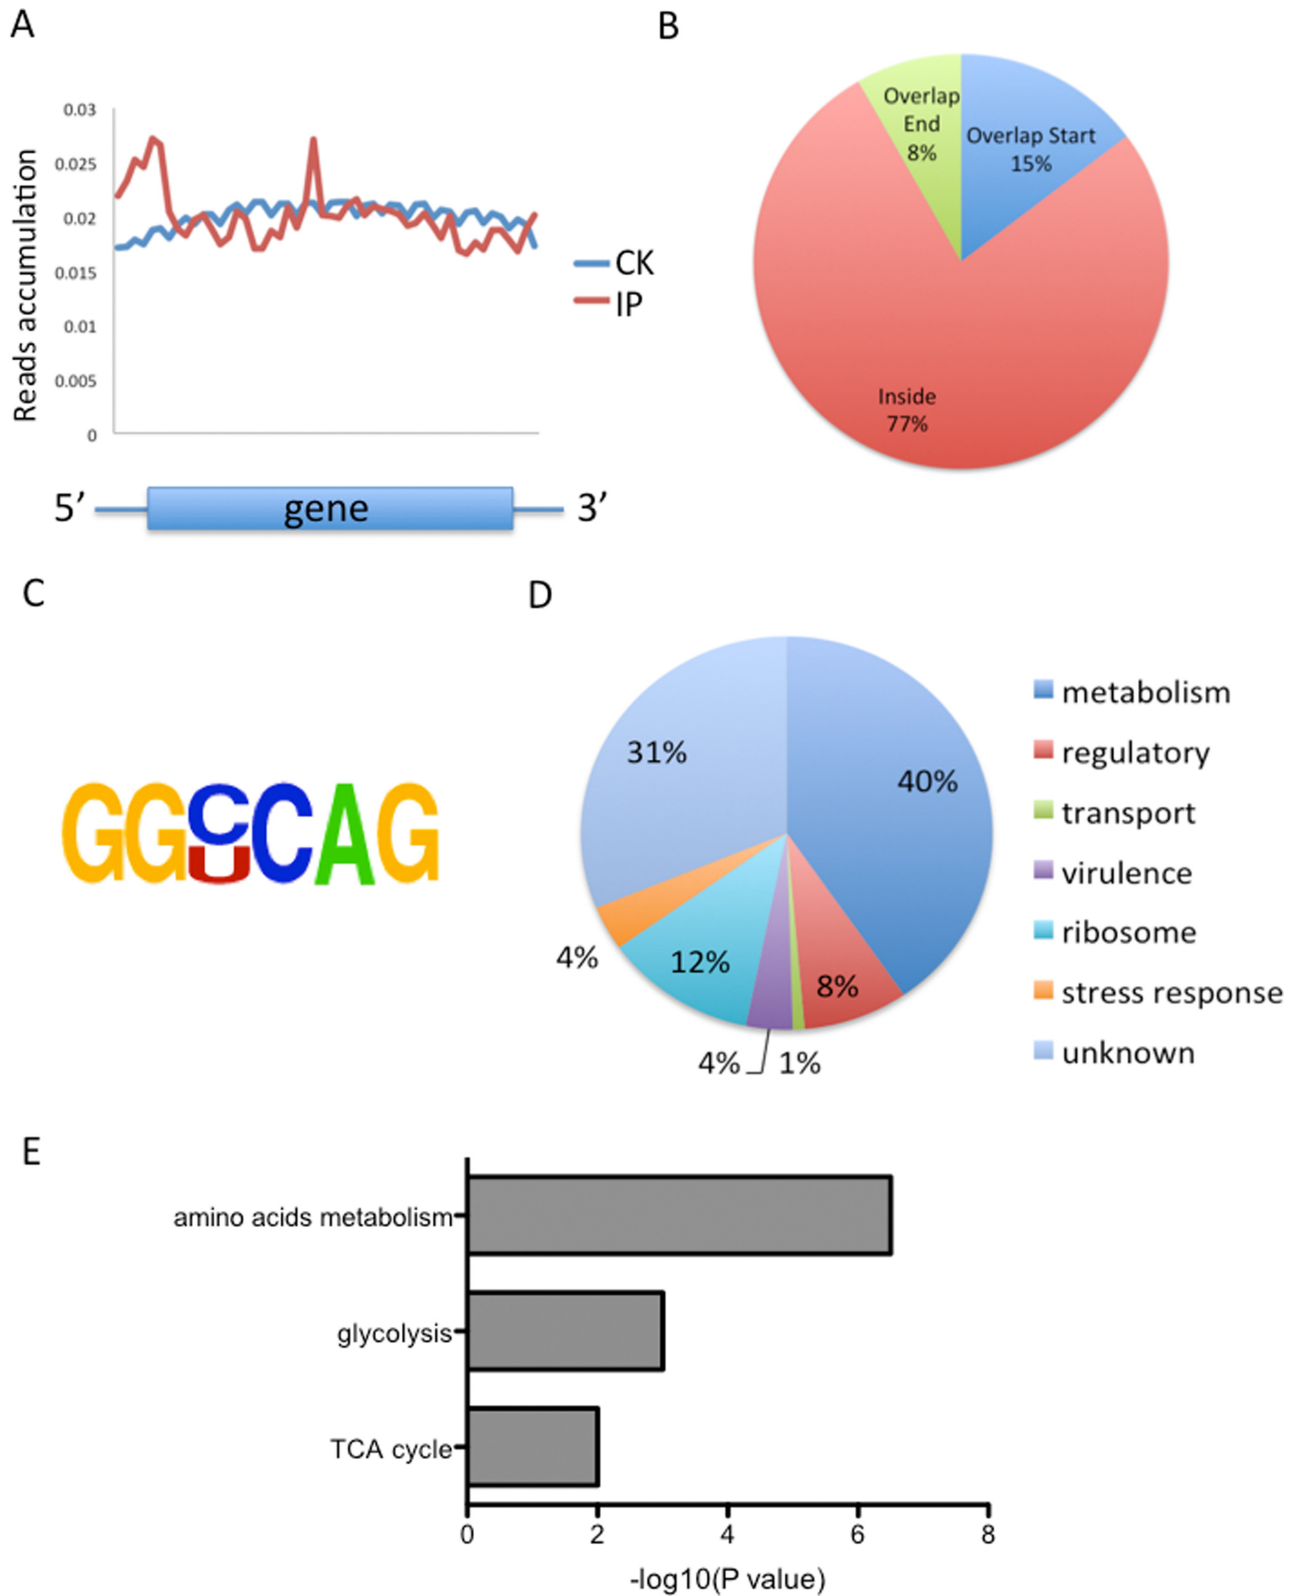 A
0.03
0.025
0.02
0.015
0.01
0.005
0
Reads accumulation
CK
IP
5’
gene
3’
B
Overlap
End
8%
Overlap Start
15%
Inside
77%
C
GGCCAG
U
D
31%
40%
4%
12%
8%
4%
1%
metabolism
regulatory
transport
virulence
ribosome
stress response
unknown
E
amino acids metabolism
glycolysis
TCA cycle
0 2 4 6 8
-log10(P value)